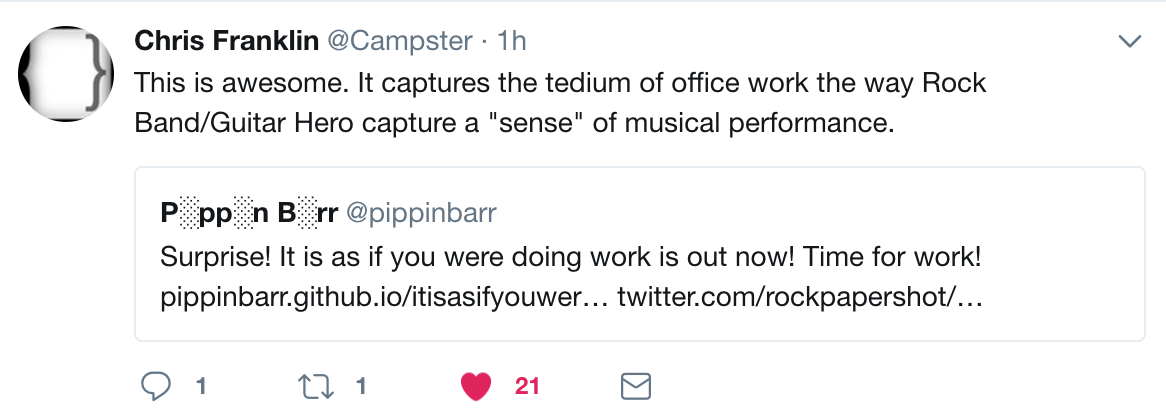 Chris Franklin @Campster · 1h
This is awesome. It captures the tedium of office work the way Rock
Band/Guitar Hero capture a "sense" of musical performance.
P░pp░n B░rr @pippinbarr
Surprise! It is as if you were doing work is out now! Time for work!
pippinbarr.github.io/itisasifyouwer… twitter.com/rockpapershot/…
1 1 21